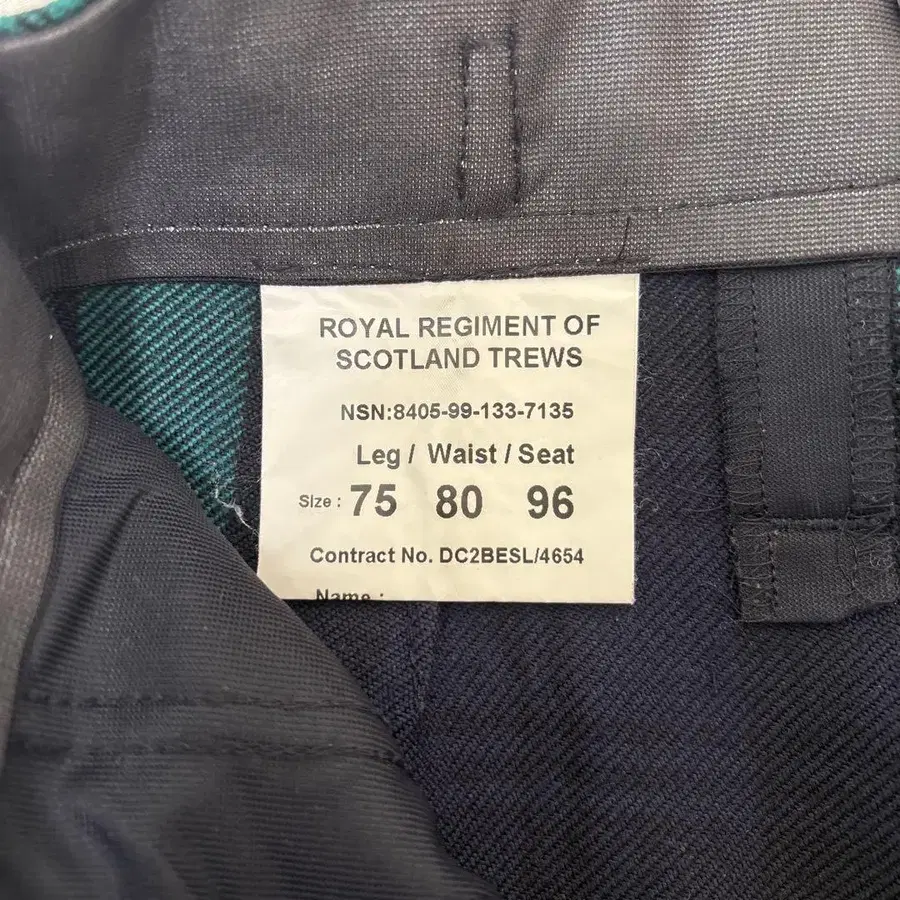 ROYAL REGIMENT OF
SCOTLAND TREWS
NSN:8405-99-133-7135
Leg / Waist / Seat
Size : 75 80 96
Contract No. DC2BESL/4654
Name :